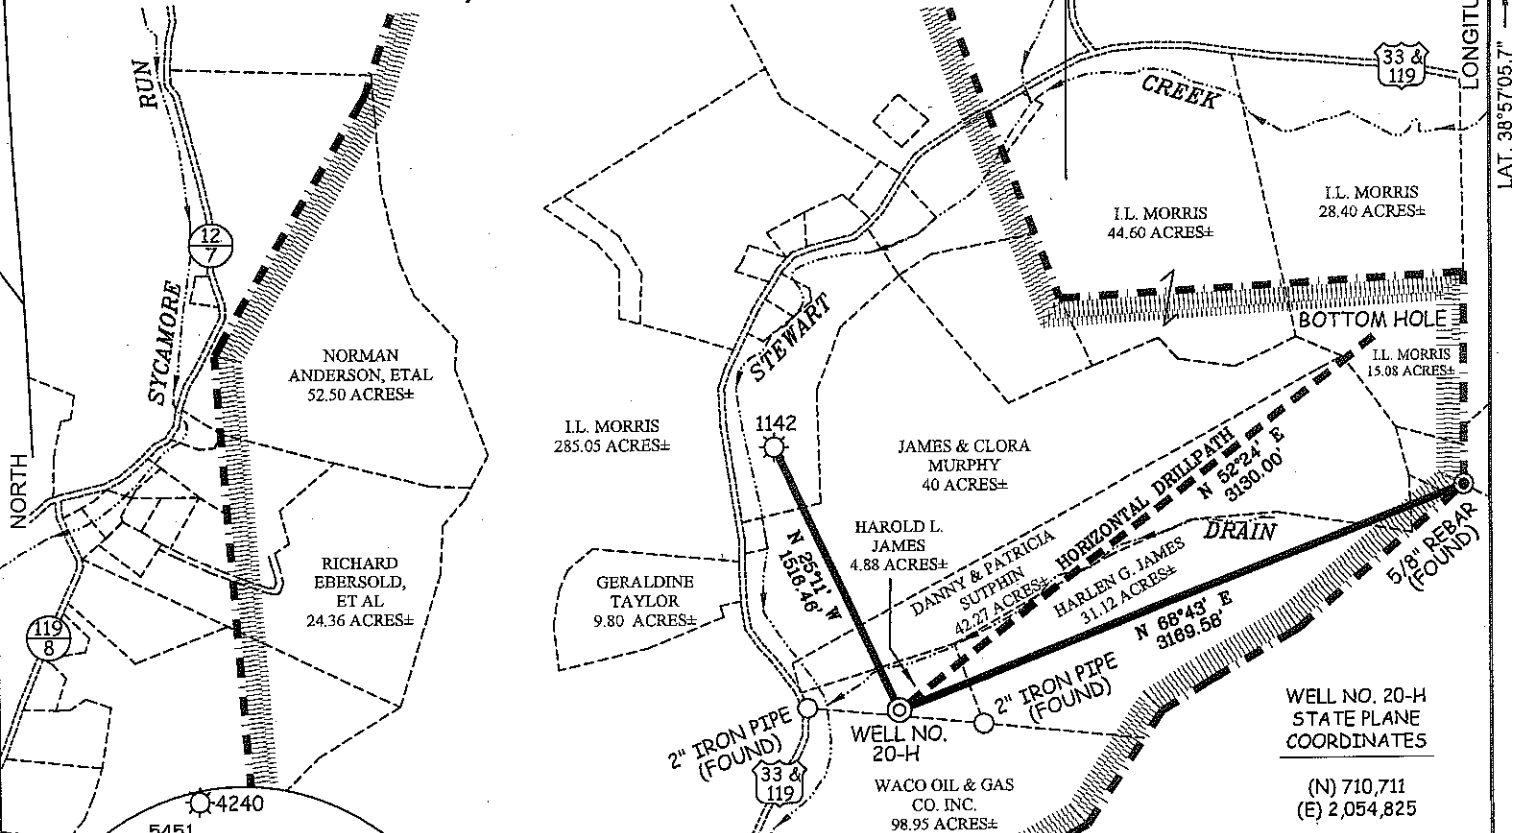 RUN
12
7
SYCAMORE
NORTH
119
8
NORMAN
ANDERSON, ETAL
52.50 ACRES±
RICHARD
EBERSOLD,
ET AL
24.36 ACRES±
4240
5451
33 &
119
CREEK
LAT. 38°57'05.7"
I.L. MORRIS
44.60 ACRES±
I.L. MORRIS
28.40 ACRES±
BOTTOM HOLE
I.L. MORRIS
15.08 ACRES±
STEWART
I.L. MORRIS
285.05 ACRES±
1142
N 25°11' W
1516.46'
JAMES & CLORA
MURPHY
40 ACRES±
HAROLD L.
JAMES
4.88 ACRES±
GERALDINE
TAYLOR
9.80 ACRES±
DANNY & PATRICIA
SUTPHIN
42.27 ACRES±
HORIZONTAL DRILLPATH
N 52°24' E
3130.00'
DRAIN
HARLEN G. JAMES
31.12 ACRES±
N 68°43' E
3169.58'
5/8" REBAR
(FOUND)
2" IRON PIPE
(FOUND)
2" IRON PIPE
(FOUND)
WELL NO.
20-H
33 &
119
WACO OIL & GAS
CO. INC.
98.95 ACRES±
WELL NO. 20-H
STATE PLANE
COORDINATES
(N) 710,711
(E) 2,054,825